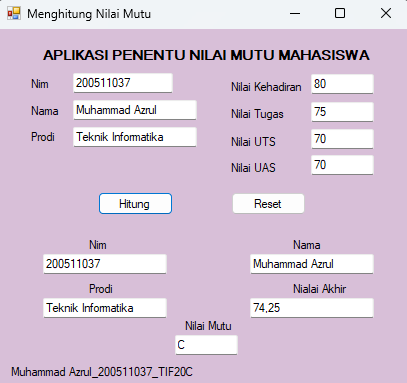 Menghitung Nilai Mutu
APLIKASI PENENTU NILAI MUTU MAHASISWA
Nim 200511037
Nama Muhammad Azrul
Prodi Teknik Informatika
Nilai Kehadiran 80
Nilai Tugas 75
Nilai UTS 70
Nilai UAS 70
Hitung Reset
Nim Nama
200511037 Muhammad Azrul
Prodi Nialai Akhir
Teknik Informatika 74,25
Nilai Mutu
C
Muhammad Azrul_200511037_TIF20C